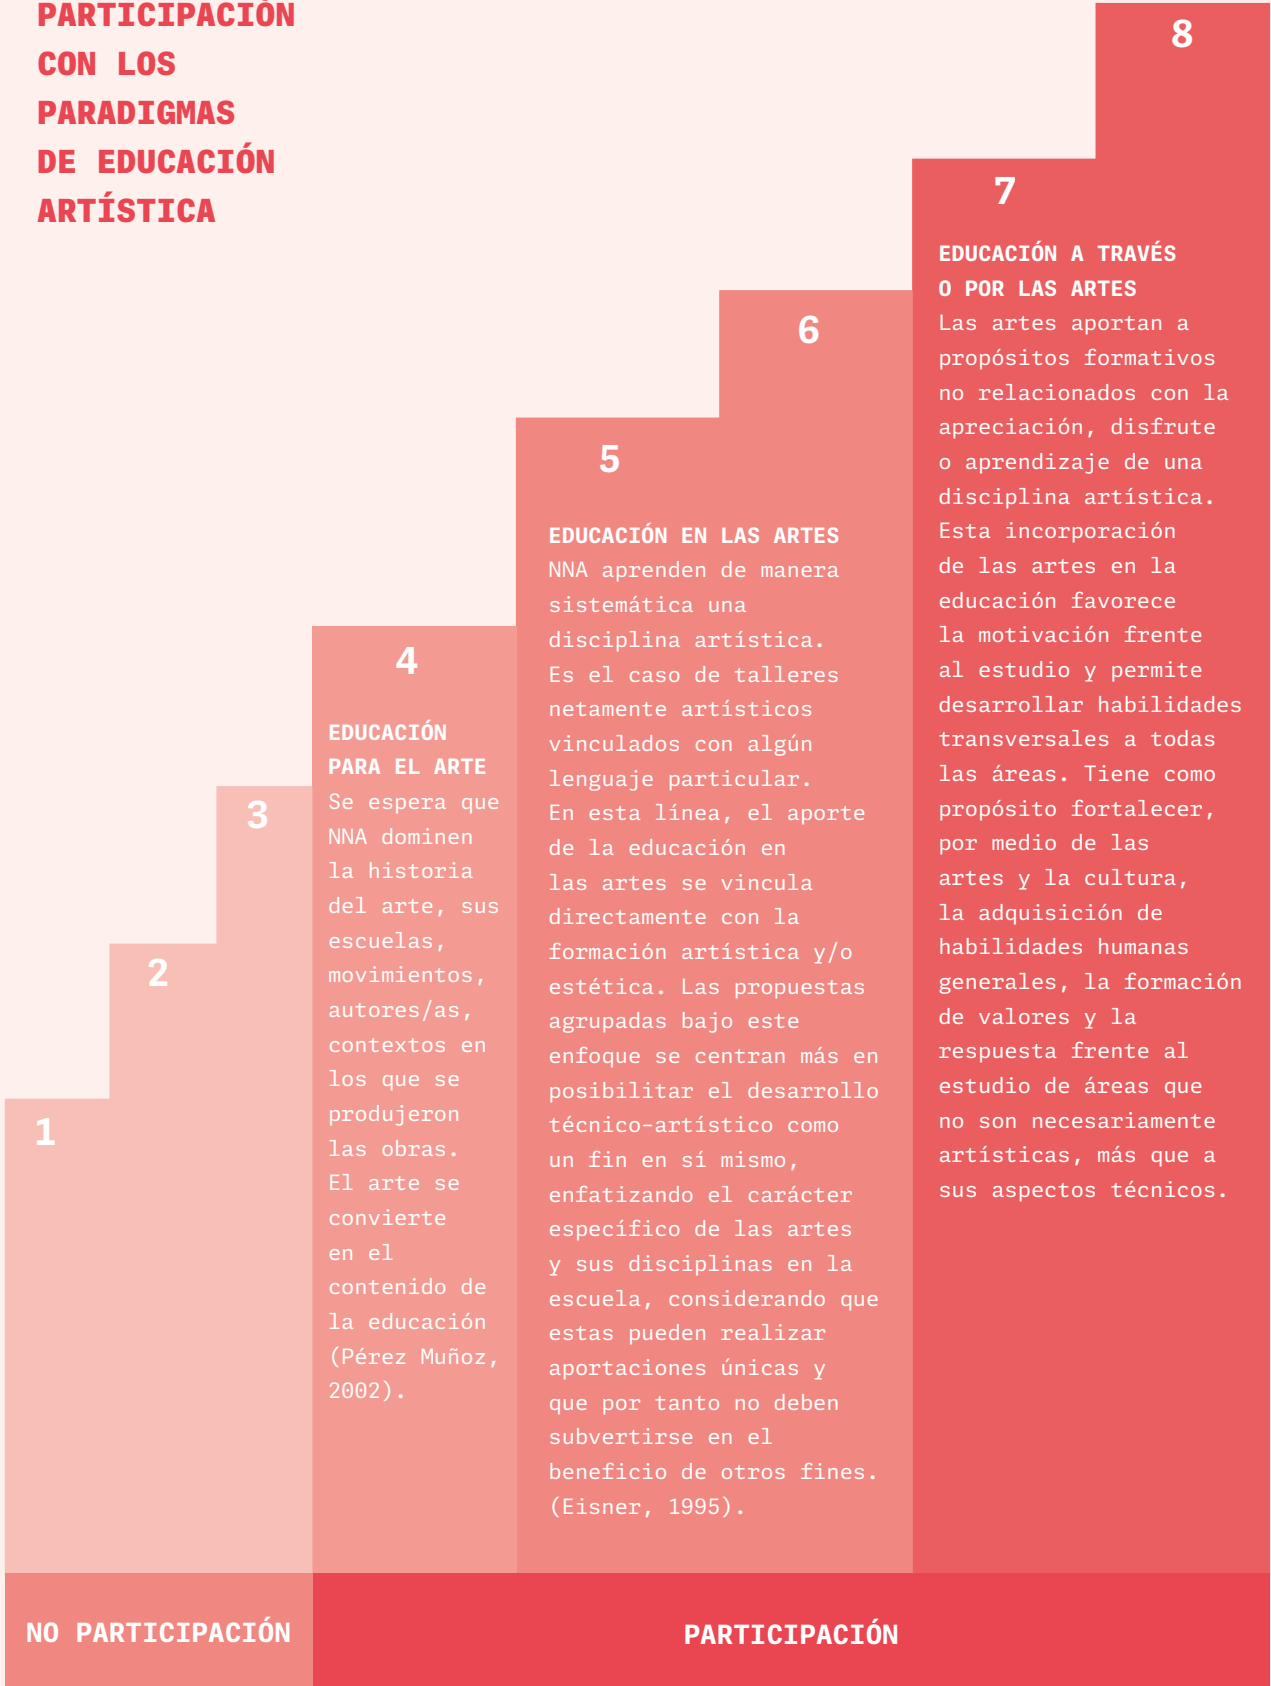 PARTICIPACIÓN
CON LOS
PARADIGMAS
DE EDUCACIÓN
ARTÍSTICA
1
2
3
4
EDUCACIÓN
PARA EL ARTE
Se espera que
NNA dominen
la historia
del arte, sus
escuelas,
movimientos,
autores/as,
contextos en
los que se
produjeron
las obras.
El arte se
convierte
en el
contenido de
la educación
(Pérez Muñoz,
2002).
5
6
EDUCACIÓN EN LAS ARTES
NNA aprenden de manera
sistemática una
disciplina artística.
Es el caso de talleres
netamente artísticos
vinculados con algún
lenguaje particular.
En esta línea, el aporte
de la educación en
las artes se vincula
directamente con la
formación artística y/o
estética. Las propuestas
agrupadas bajo este
enfoque se centran más en
posibilitar el desarrollo
técnico-artístico como
un fin en sí mismo,
enfatizando el carácter
específico de las artes
y sus disciplinas en la
escuela, considerando que
estas pueden realizar
aportaciones únicas y
que por tanto no deben
subvertirse en el
beneficio de otros fines.
(Eisner, 1995).
7
8
EDUCACIÓN A TRAVÉS
O POR LAS ARTES
Las artes aportan a
propósitos formativos
no relacionados con la
apreciación, disfrute
o aprendizaje de una
disciplina artística.
Esta incorporación
de las artes en la
educación favorece
la motivación frente
al estudio y permite
desarrollar habilidades
transversales a todas
las áreas. Tiene como
propósito fortalecer,
por medio de las
artes y la cultura,
la adquisición de
habilidades humanas
generales, la formación
de valores y la
respuesta frente al
estudio de áreas que
no son necesariamente
artísticas, más que a
sus aspectos técnicos.
NO PARTICIPACIÓN
PARTICIPACIÓN